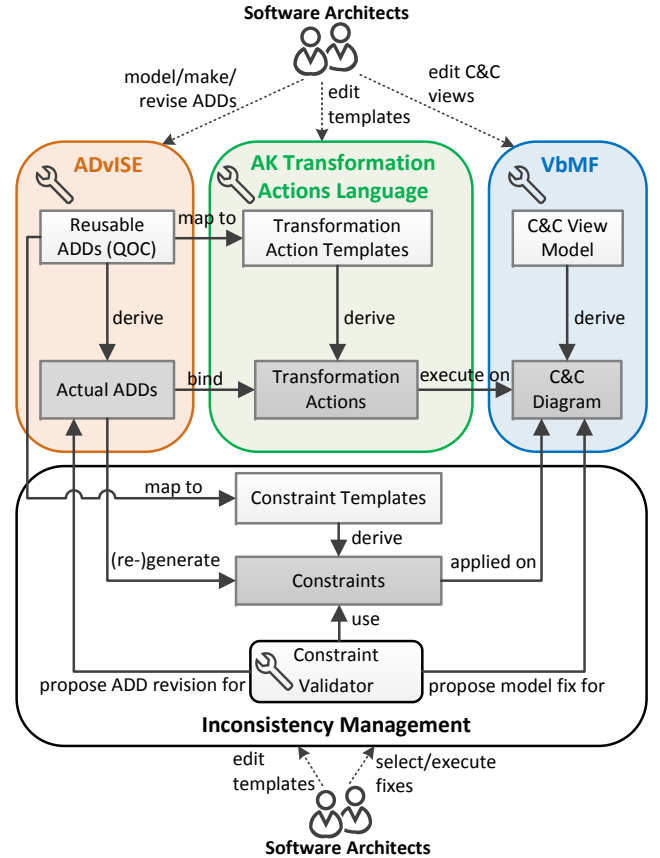 Software Architects
model/make/
revise ADDs
edit
templates
edit C&C
views
ADvISE
AK Transformation
Actions Language
VbMF
Reusable
ADDs (QOC)
map to
Transformation
Action Templates
C&C View
Model
derive
derive
derive
Actual ADDs
bind
Transformation
Actions
execute on
C&C
Diagram
map to
Constraint Templates
derive
(re-)generate
Constraints
applied on
use
Constraint
Validator
propose ADD revision for
propose model fix for
Inconsistency Management
edit
templates
select/execute
fixes
Software Architects